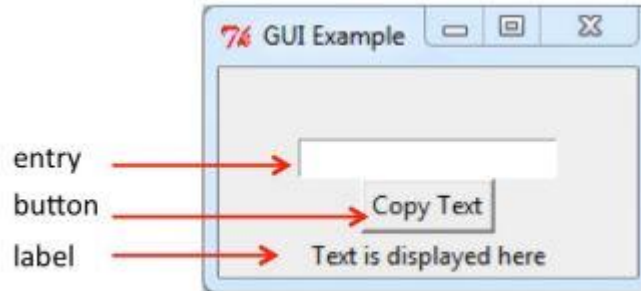 GUI Example
entry
button
Copy Text
label
Text is displayed here